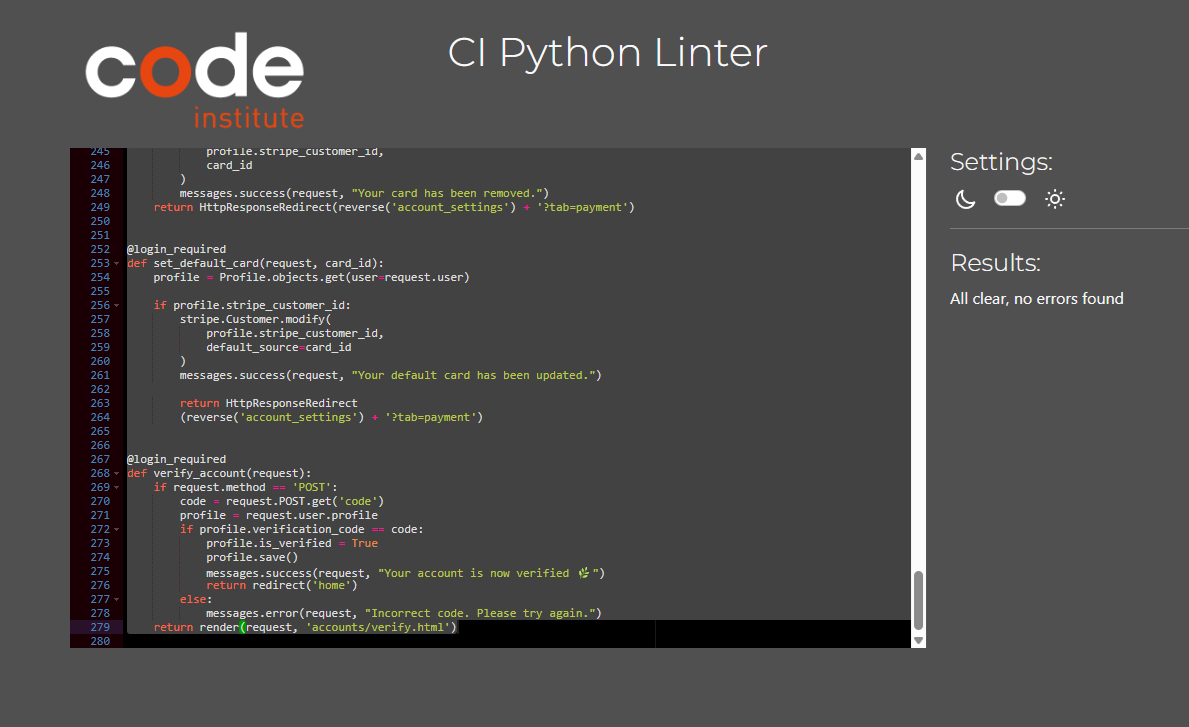 code
institute
CI Python Linter
245 profile.stripe_customer_id,
246 card_id
247 )
248 messages.success(request, "Your card has been removed.")
249 return HttpResponseRedirect(reverse('account_settings') + '?tab=payment')
250
251
252 @login_required
253 def set_default_card(request, card_id):
254 profile = Profile.objects.get(user=request.user)
255
256 if profile.stripe_customer_id:
257 stripe.Customer.modify(
258 profile.stripe_customer_id,
259 default_source=card_id
260 )
261 messages.success(request, "Your default card has been updated.")
262
263 return HttpResponseRedirect
264 (reverse('account_settings') + '?tab=payment')
265
266
267 @login_required
268 def verify_account(request):
269 if request.method == 'POST':
270 code = request.POST.get('code')
271 profile = request.user.profile
272 if profile.verification_code == code:
273 profile.is_verified = True
274 profile.save()
275 messages.success(request, "Your account is now verified 🌿")
276 return redirect('home')
277 else:
278 messages.error(request, "Incorrect code. Please try again.")
279 return render(request, 'accounts/verify.html')
280
Settings:
Results:
All clear, no errors found